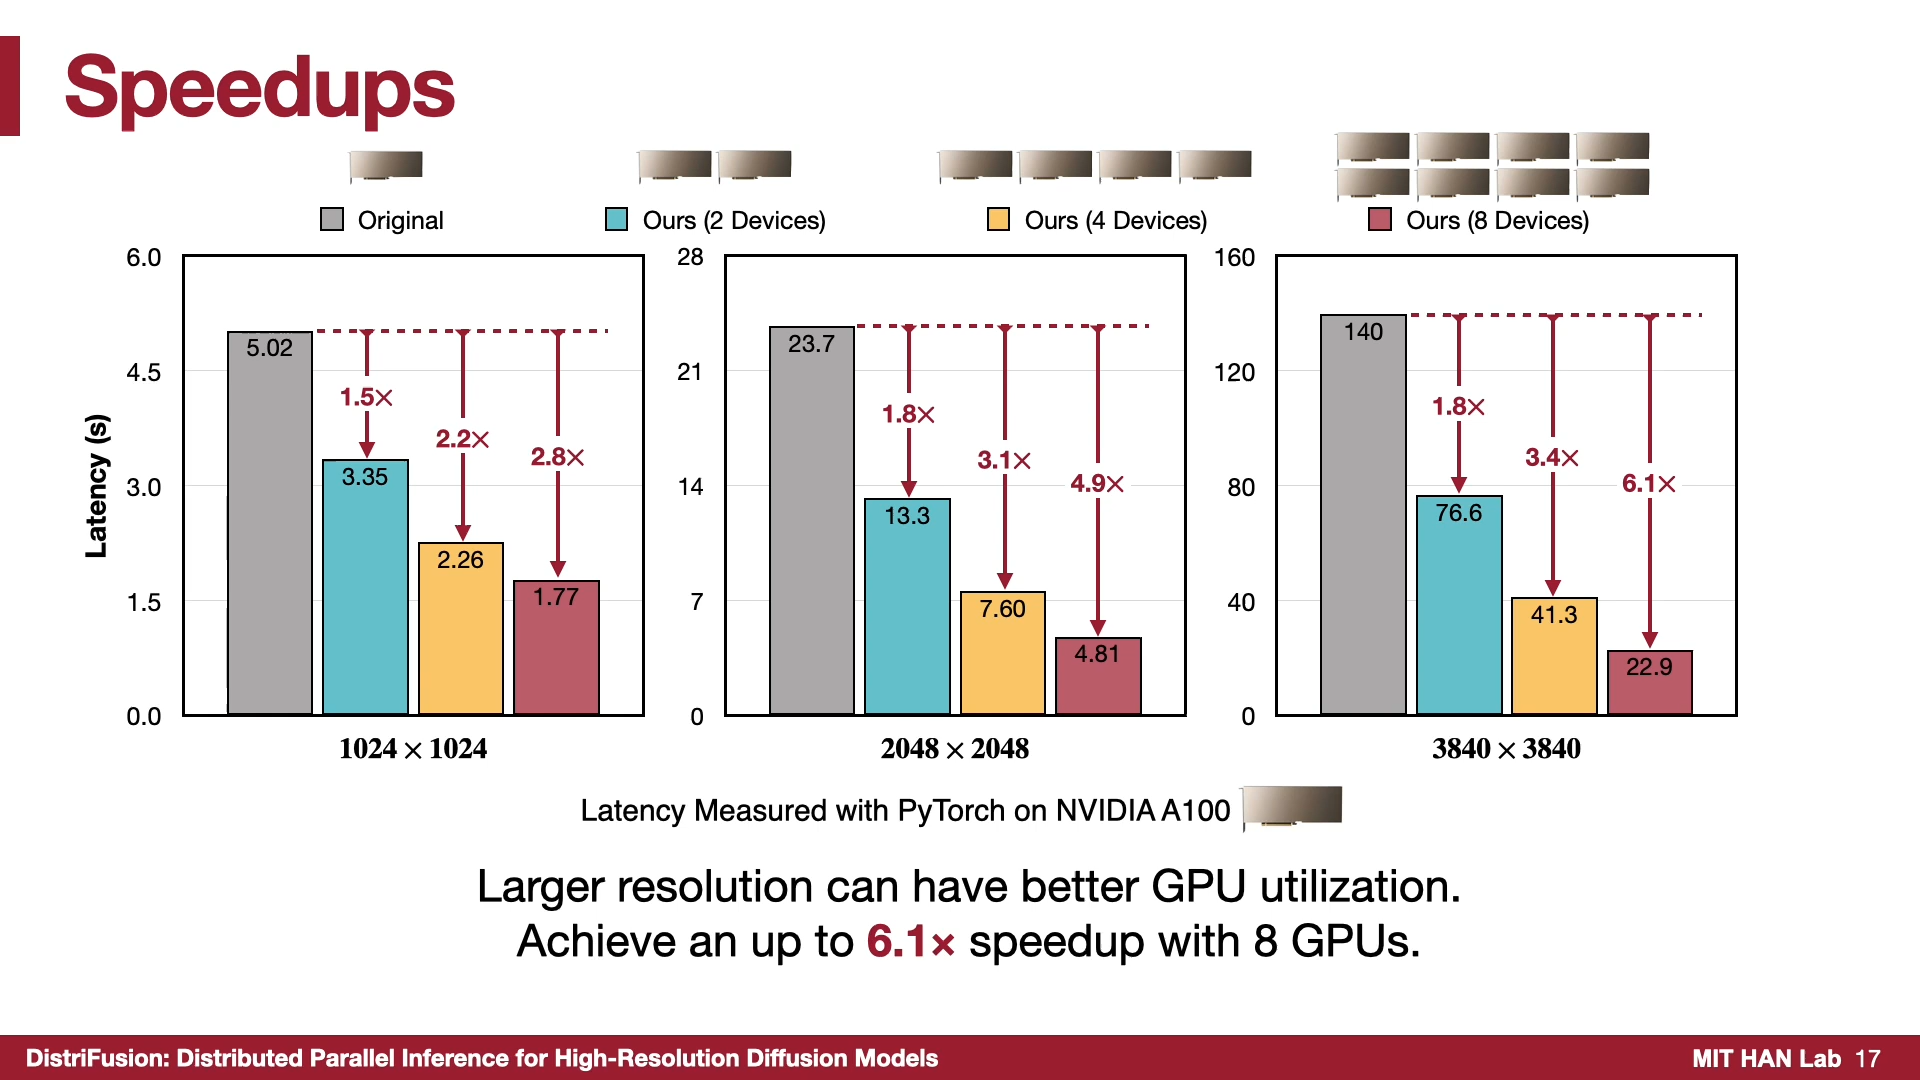 Speedups
Original
Ours (2 Devices)
Ours (4 Devices)
Ours (8 Devices)
Latency (s)
6.0
4.5
3.0
1.5
0.0
5.02
1.5×
3.35
2.2×
2.26
2.8×
1.77
1024 × 1024
28
21
14
7
0
23.7
1.8×
13.3
3.1×
7.60
4.9×
4.81
2048 × 2048
160
120
80
40
0
140
1.8×
76.6
3.4×
41.3
6.1×
22.9
3840 × 3840
Latency Measured with PyTorch on NVIDIA A100
Larger resolution can have better GPU utilization.
Achieve an up to 6.1× speedup with 8 GPUs.
DistriFusion: Distributed Parallel Inference for High-Resolution Diffusion Models
MIT HAN Lab 17